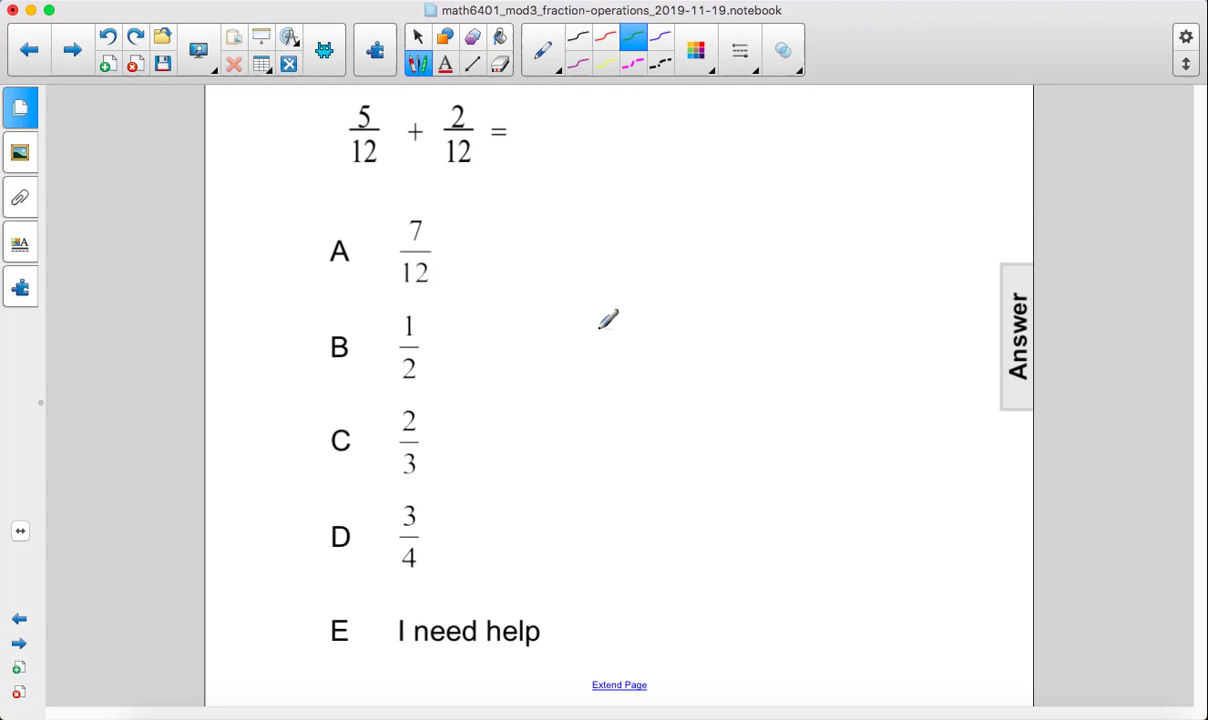 math6401_mod3_fraction-operations_2019-11-19.notebook
5/12 + 2/12 =
A 7/12
B 1/2
C 2/3
D 3/4
E I need help
Answer
Extend Page